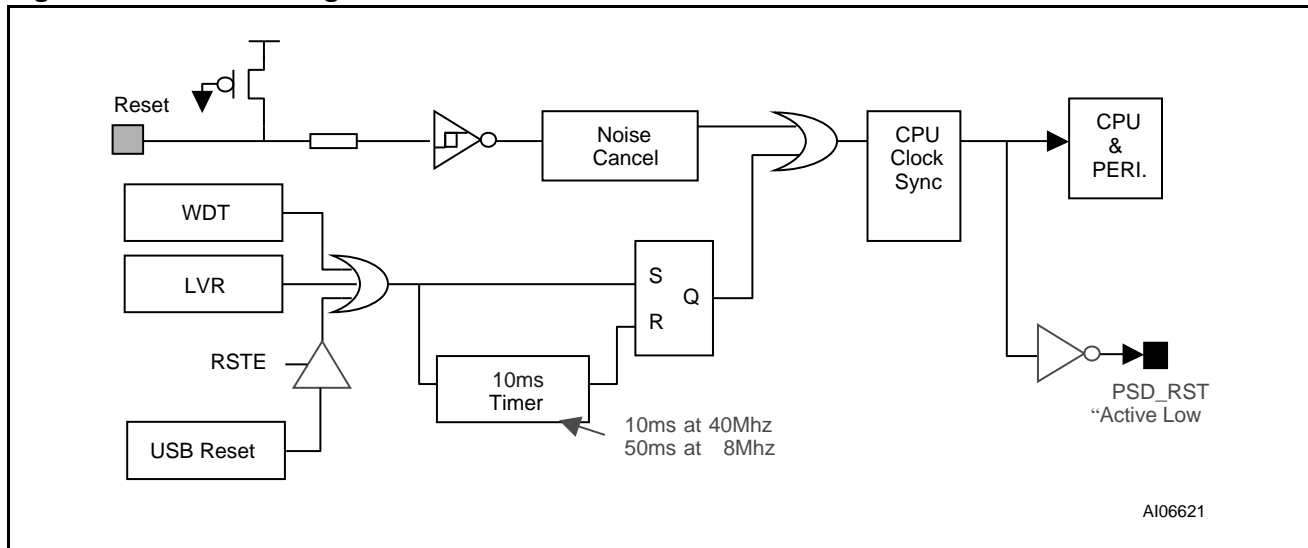 Reset
Noise
Cancel
CPU
Clock
Sync
CPU
&
PERI.
WDT
LVR
S
Q
R
RSTE
10ms
Timer
10ms at 40Mhz
50ms at 8Mhz
USB Reset
PSD_RST
“Active Low
AI06621